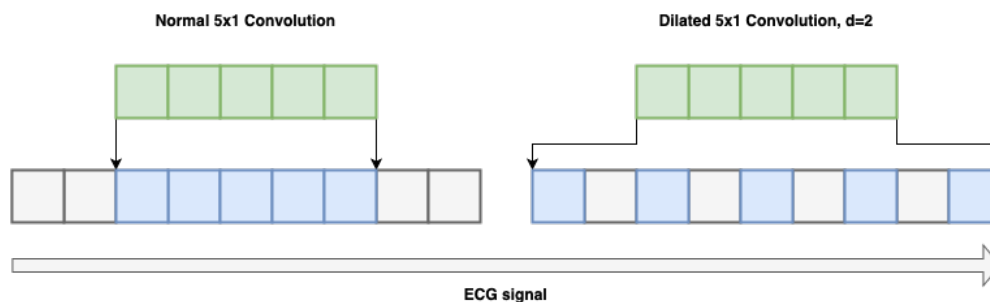 Normal 5x1 Convolution
Dilated 5x1 Convolution, d=2
ECG signal